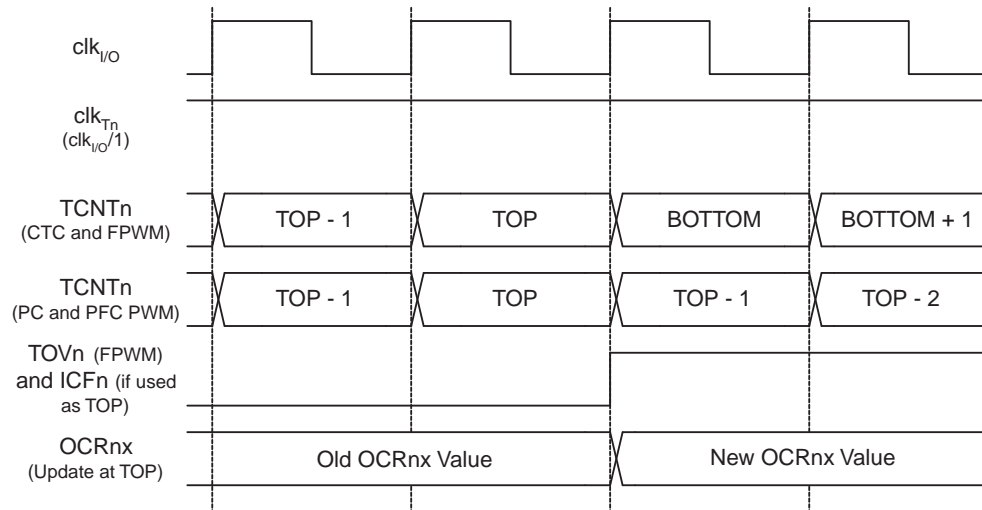 clkI/O
clkTn
(clkI/O/1)
TCNTn
(CTC and FPWM)
TOP - 1
TOP
BOTTOM
BOTTOM + 1
TCNTn
(PC and PFC PWM)
TOP - 1
TOP
TOP - 1
TOP - 2
TOVn (FPWM)
and ICFn (if used
as TOP)
OCRnx
(Update at TOP)
Old OCRnx Value
New OCRnx Value